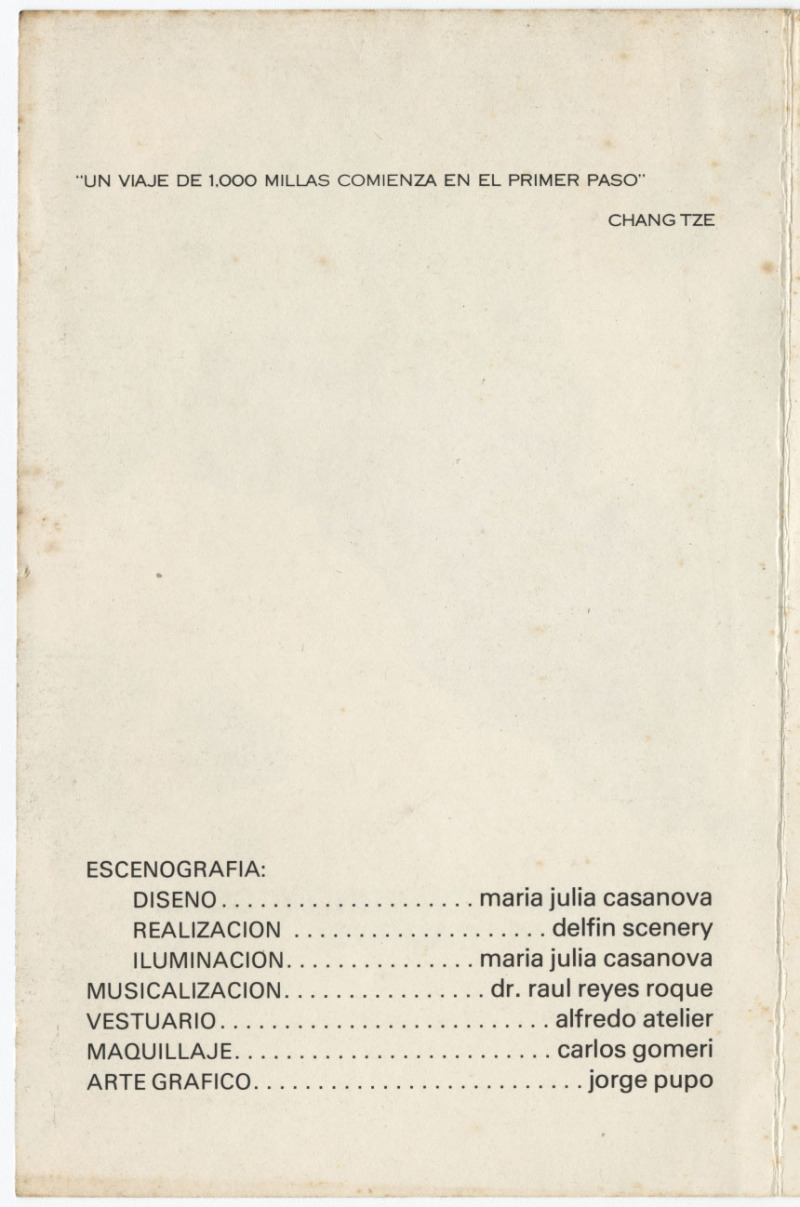 "UN VIAJE DE 1.000 MILLAS COMIENZA EN EL PRIMER PASO"
CHANG TZE
ESCENOGRAFIA:
DISENO.....................maria julia casanova
REALIZACION ....................delfin scenery
ILUMINACION...............maria julia casanova
MUSICALIZACION................dr. raul reyes roque
VESTUARIO..........................alfredo atelier
MAQUILLAJE.........................carlos gomeri
ARTE GRAFICO..........................jorge pupo